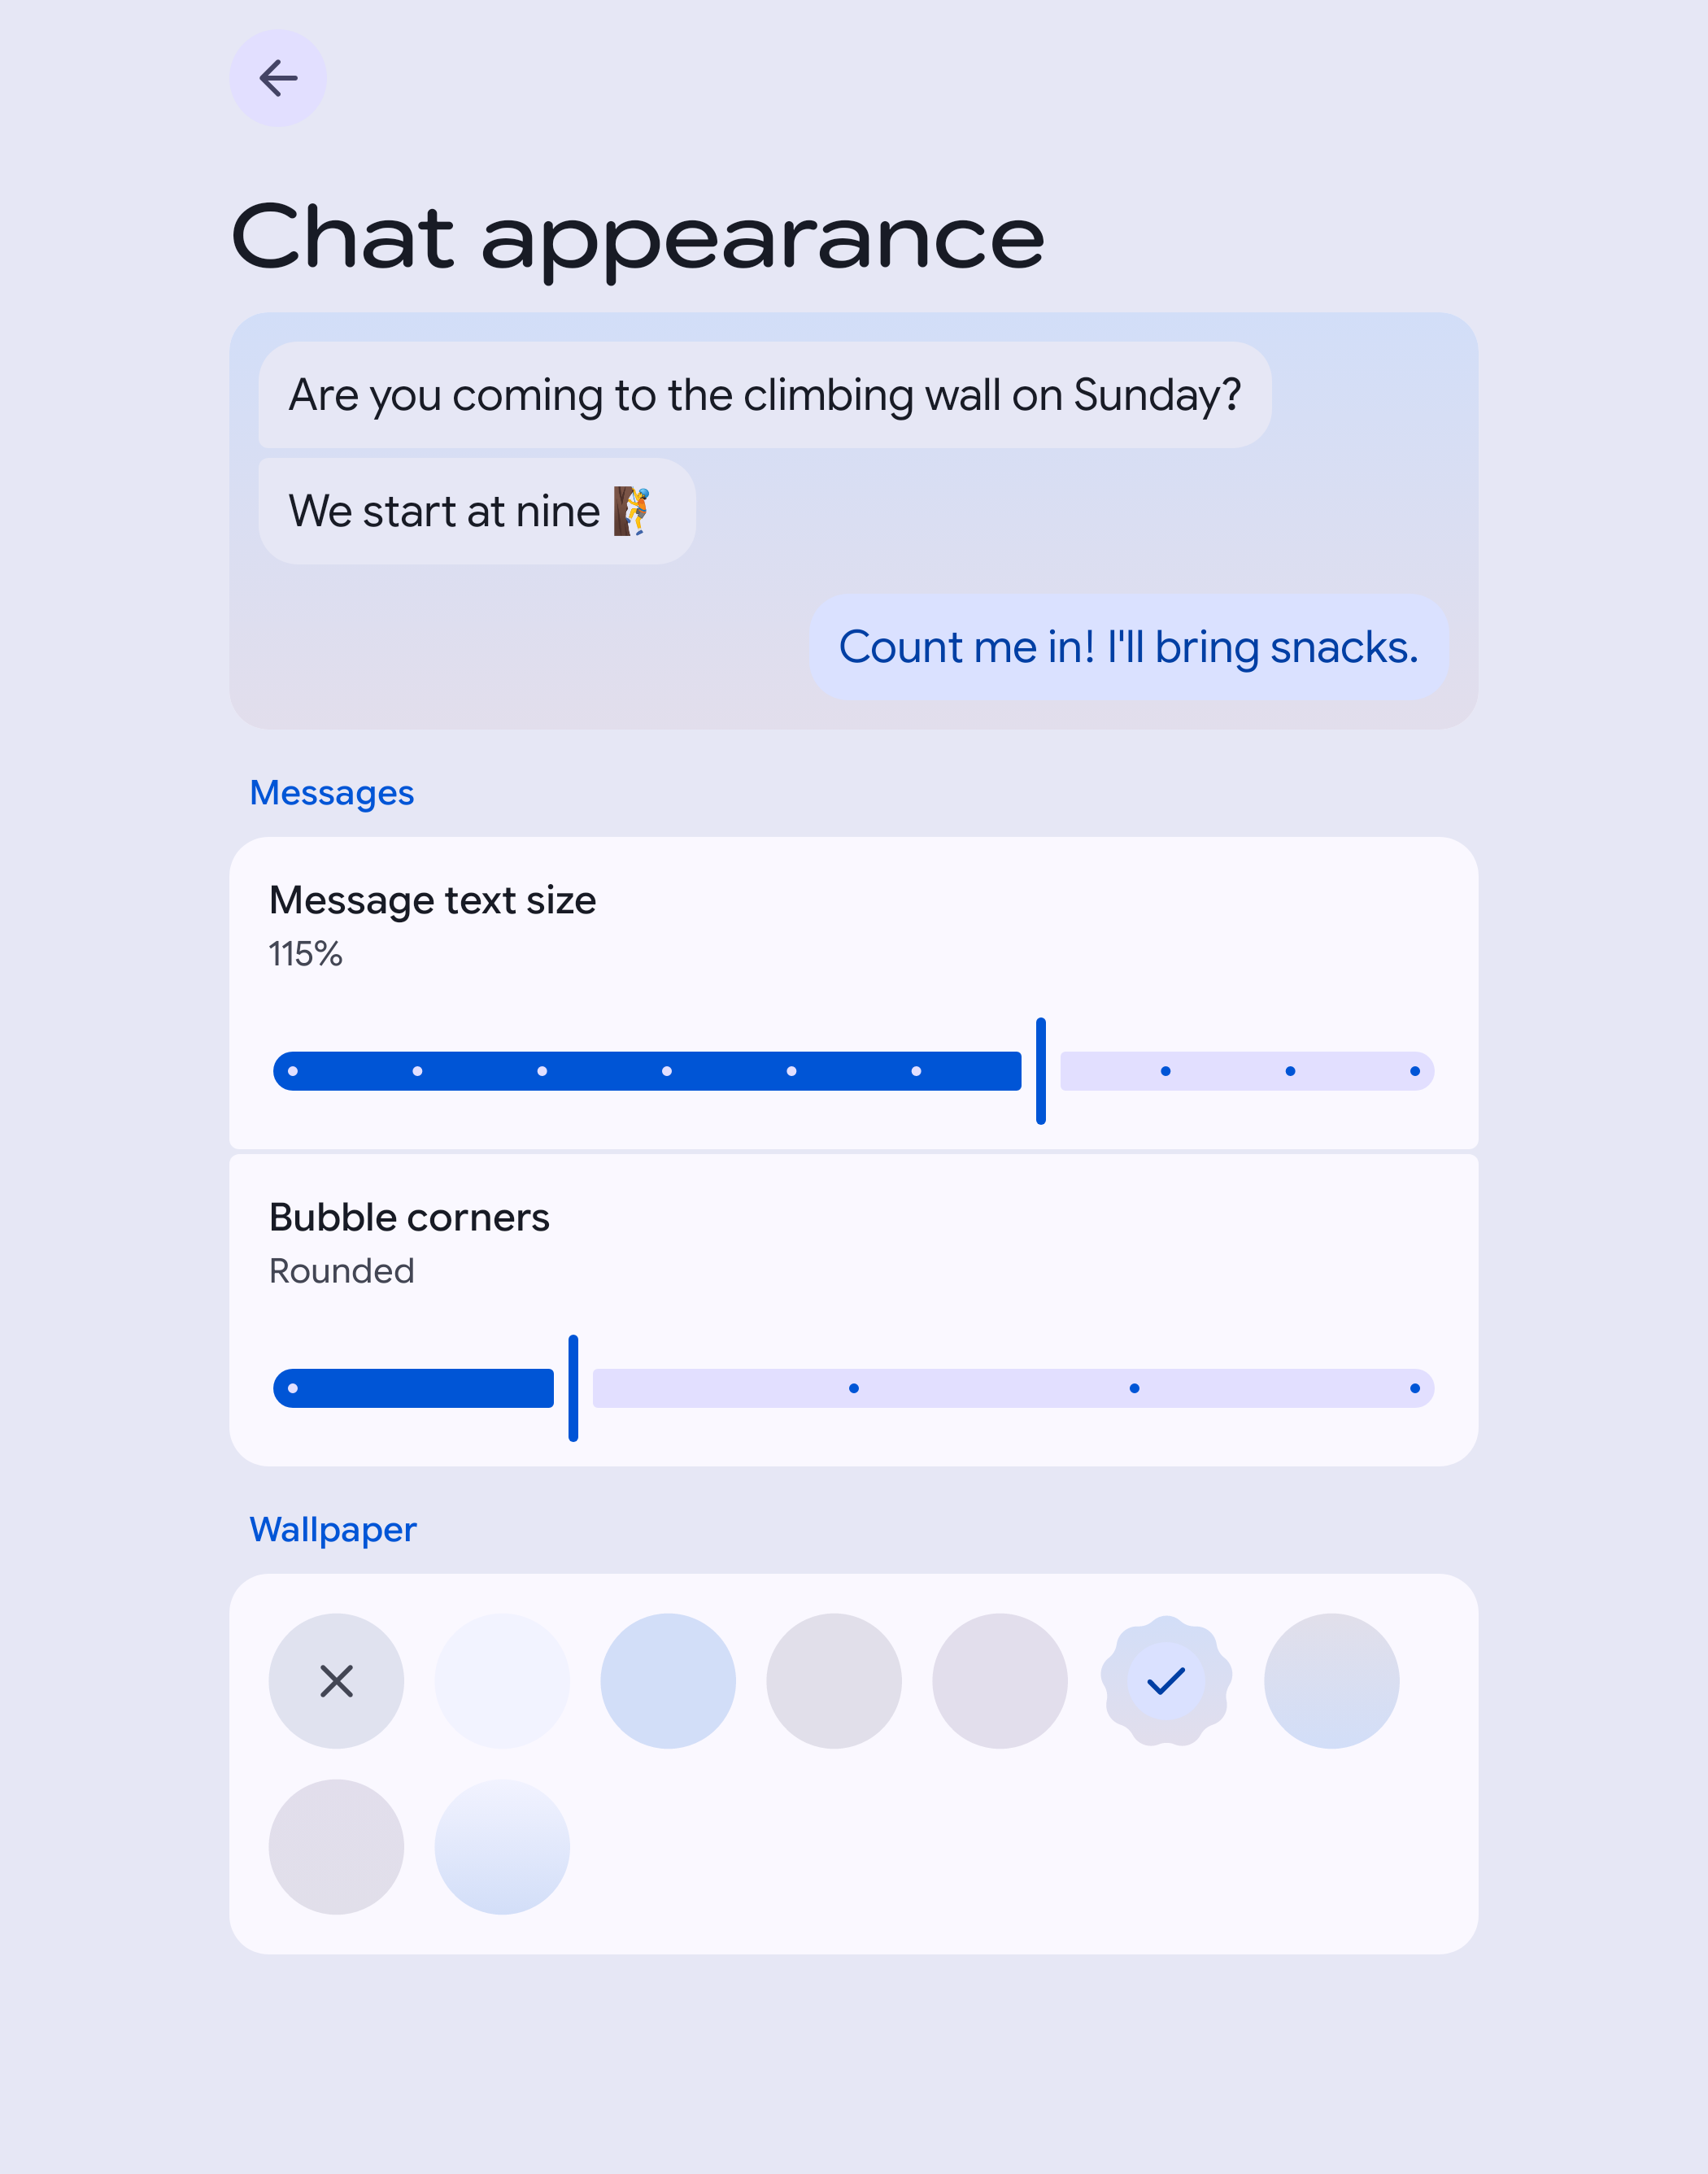 Chat appearance
Are you coming to the climbing wall on Sunday?
We start at nine 🧗
Count me in! I'll bring snacks.
Messages
Message text size
115%
Bubble corners
Rounded
Wallpaper